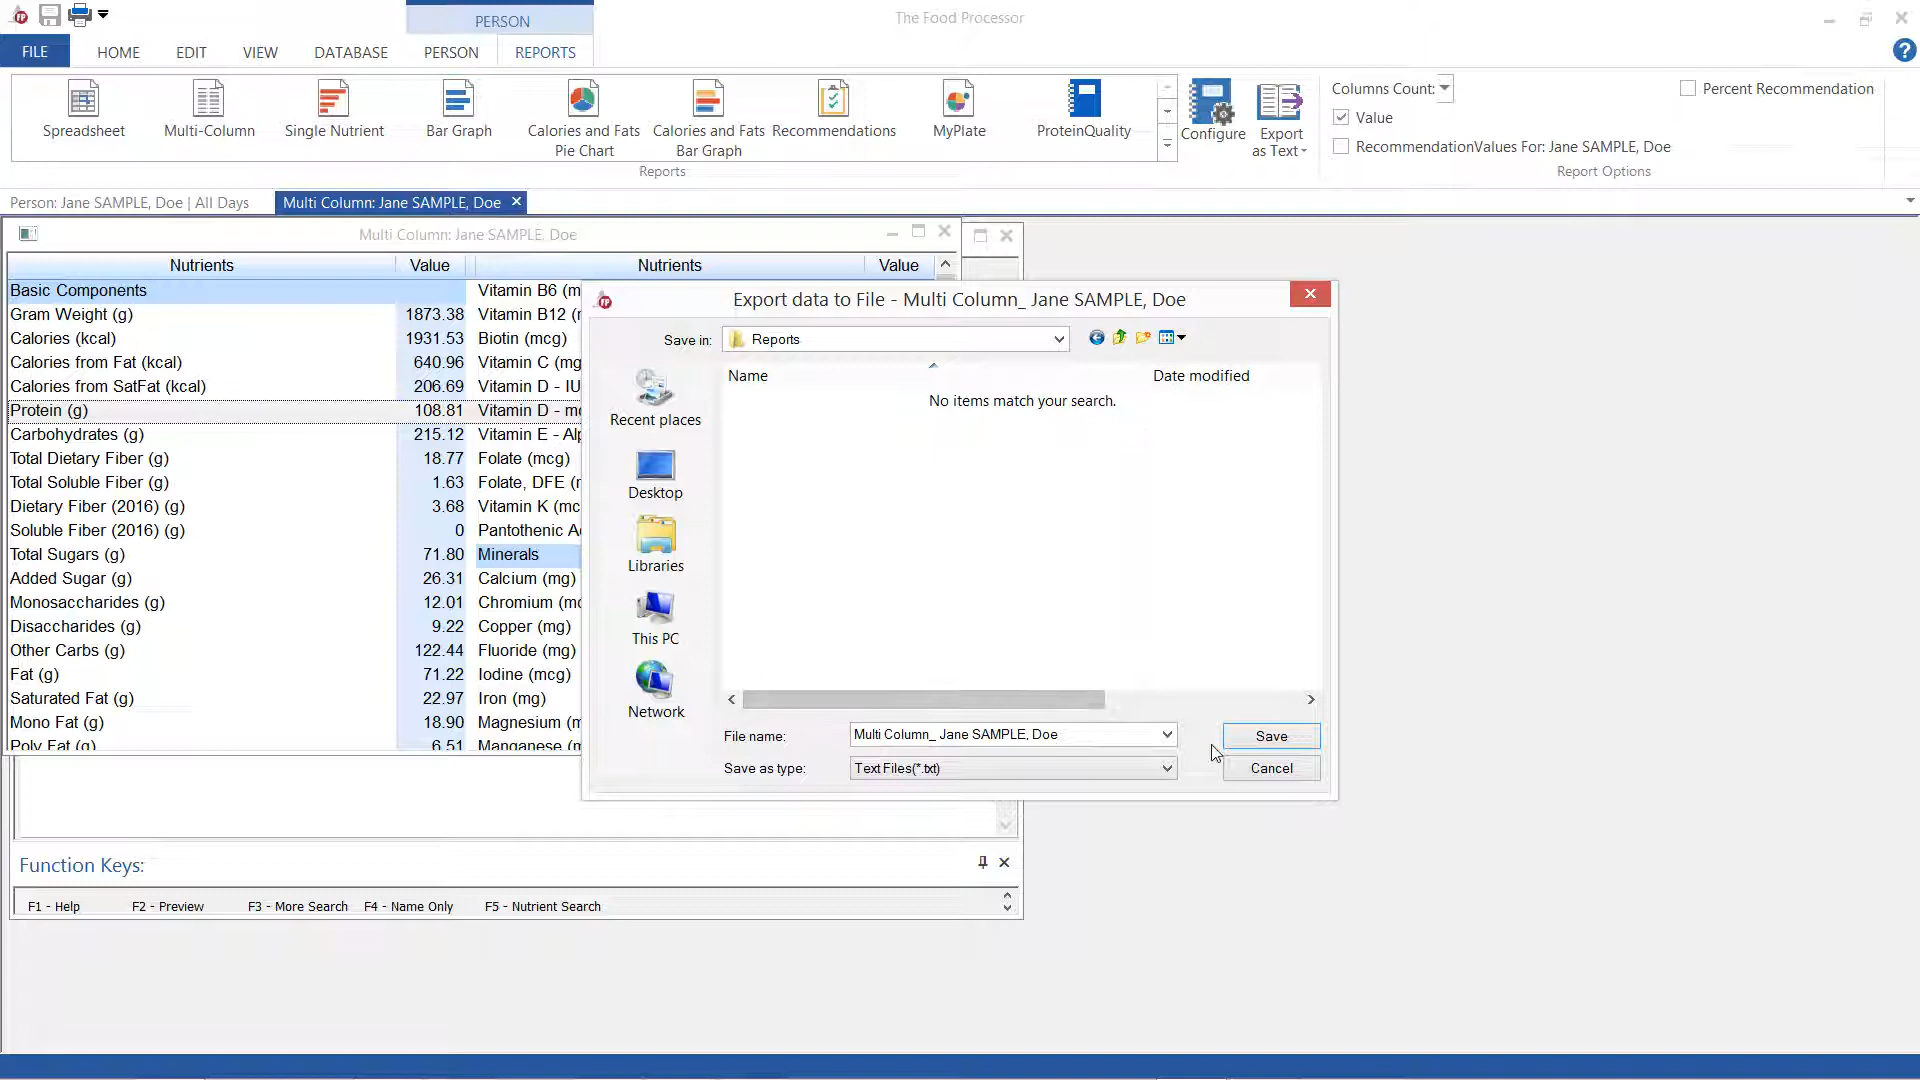 PERSON
The Food Processor
FILE
HOME
EDIT
VIEW
DATABASE
PERSON
REPORTS
Spreadsheet
Multi-Column
Single Nutrient
Bar Graph
Calories and Fats
Pie Chart
Calories and Fats
Bar Graph
Recommendations
MyPlate
ProteinQuality
Configure
Export
as Text
Columns Count:
Percent Recommendation
Value
RecommendationValues For: Jane SAMPLE, Doe
Reports
Report Options
Person: Jane SAMPLE, Doe | All Days
Multi Column: Jane SAMPLE, Doe
Multi Column: Jane SAMPLE, Doe
Nutrients Value Nutrients Value
Basic Components Vitamin B6 (m
Gram Weight (g) 1873.38 Vitamin B12 (
Calories (kcal) 1931.53 Biotin (mcg)
Calories from Fat (kcal) 640.96 Vitamin C (mg
Calories from SatFat (kcal) 206.69 Vitamin D - IU
Protein (g) 108.81 Vitamin D - m
Carbohydrates (g) 215.12 Vitamin E - Al
Total Dietary Fiber (g) 18.77 Folate (mcg)
Total Soluble Fiber (g) 1.63 Folate, DFE (
Dietary Fiber (2016) (g) 3.68 Vitamin K (mc
Soluble Fiber (2016) (g) 0 Pantothenic A
Total Sugars (g) 71.80 Minerals
Added Sugar (g) 26.31 Calcium (mg)
Monosaccharides (g) 12.01 Chromium (mc
Disaccharides (g) 9.22 Copper (mg)
Other Carbs (g) 122.44 Fluoride (mg)
Fat (g) 71.22 Iodine (mcg)
Saturated Fat (g) 22.97 Iron (mg)
Mono Fat (g) 18.90 Magnesium (m
Poly Fat (g) 6.51 Manganese (m
Export data to File - Multi Column_ Jane SAMPLE, Doe
Save in: Reports
Name Date modified
No items match your search.
Recent places
Desktop
Libraries
This PC
Network
File name: Multi Column_ Jane SAMPLE, Doe
Save
Save as type: Text Files(*.txt)
Cancel
Function Keys:
F1 - Help F2 - Preview F3 - More Search F4 - Name Only F5 - Nutrient Search